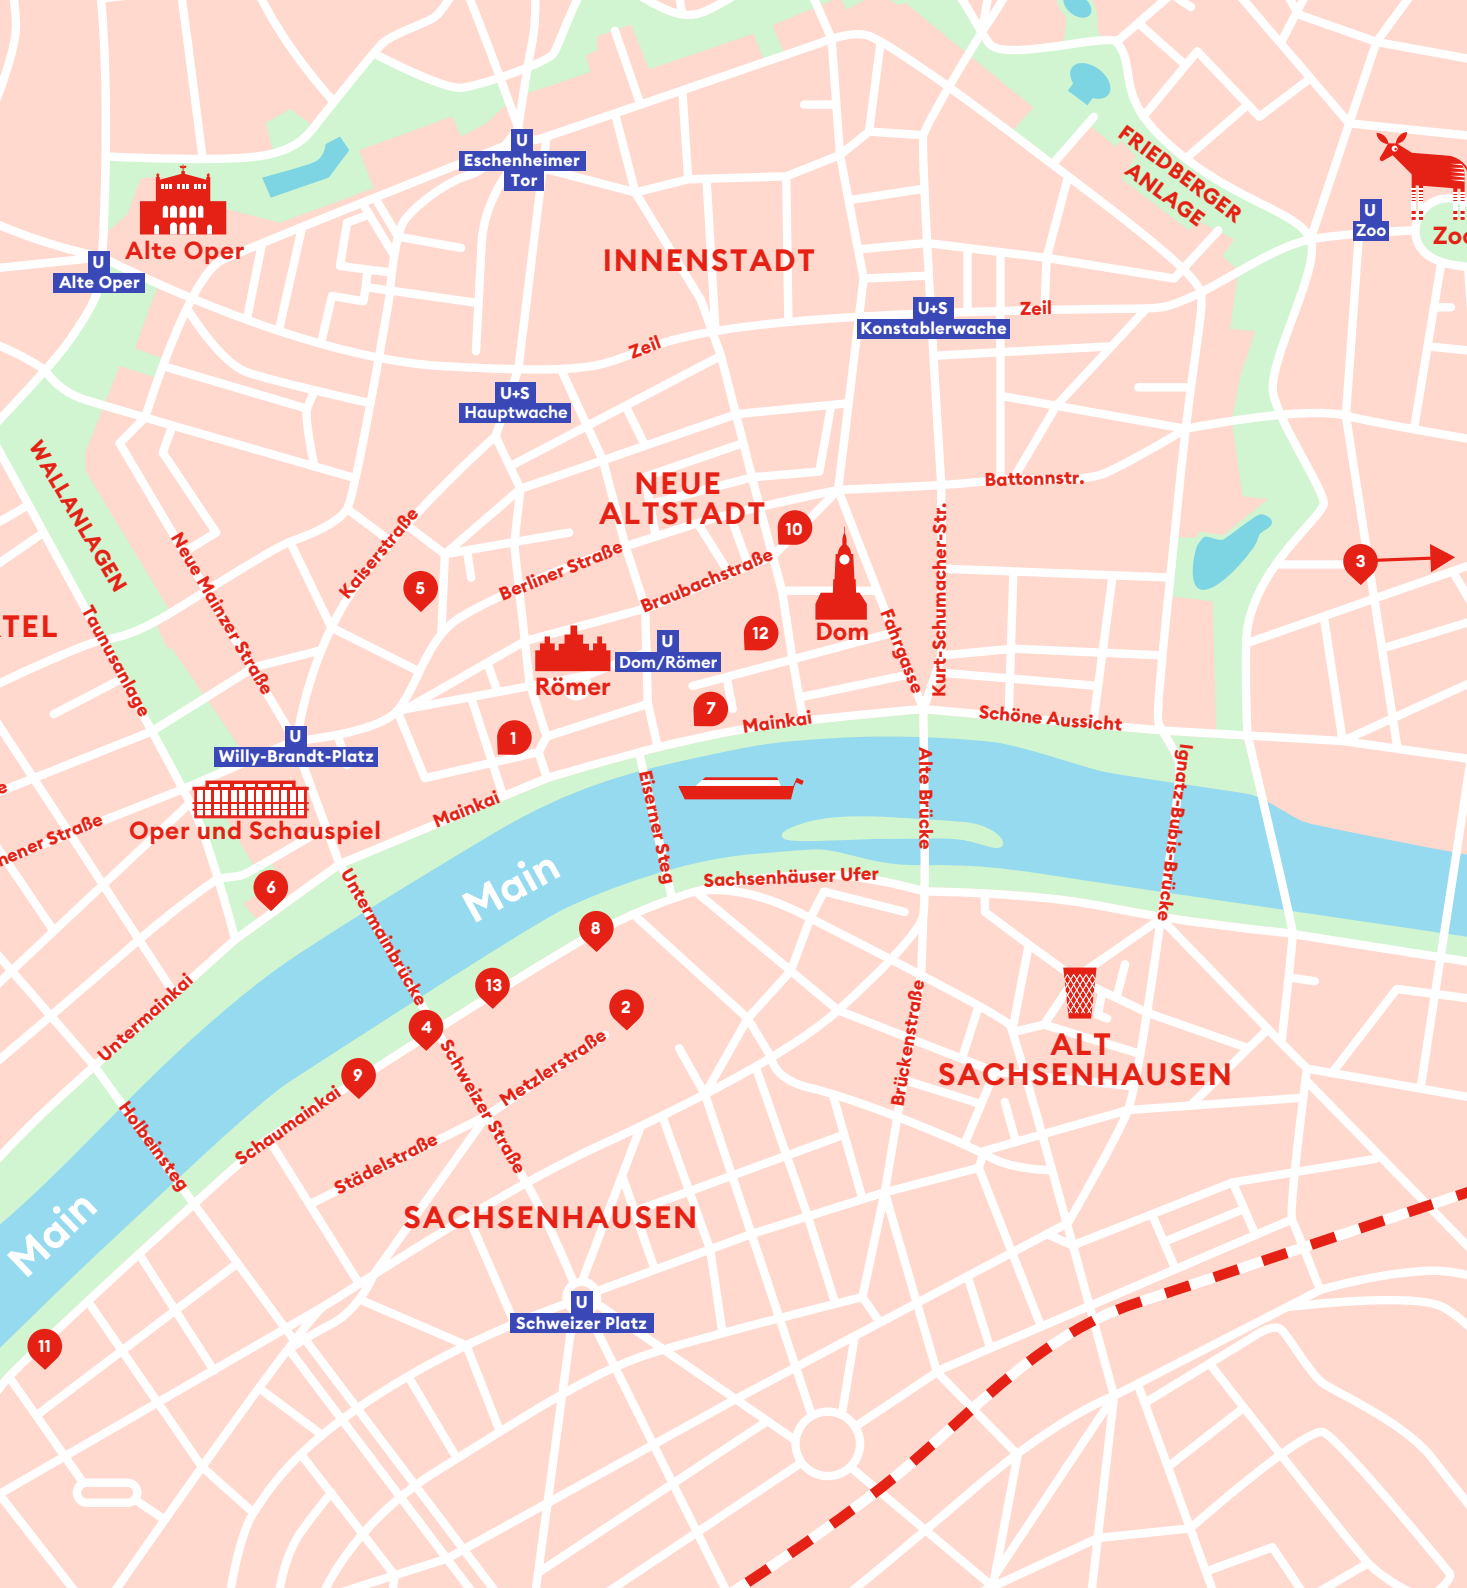 U
Eschenheimer
Tor
FRIEDBERGER
ANLAGE
U
Zoo
Zoo
Alte Oper
U
Alte Oper
INNENSTADT
U+S
Konstablerwache
Zeil
Zeil
U+S
Hauptwache
WALLANLAGEN
NEUE
ALTSTADT
Battonnstr.
Kurt-Schumacher-Str.
10
Kaiserstraße
Neue Mainzer Straße
Berliner Straße
Braubachstraße
3
5
TEL
Taunusanlage
12
Dom
Fahrgasse
U
Dom/Römer
Römer
7
Mainkai
Schöne Aussicht
1
U
Willy-Brandt-Platz
Oper und Schauspiel
Mainkai
Eiserner Steg
Alte Brücke
Ignatz-Bubis-Brücke
nener Straße
e
6
Main
Sachsenhäuser Ufer
Untermainbrücke
8
13
2
4
Untermainkai
Schweizer Straße
Metzlerstraße
Brückenstraße
ALT
SACHSENHAUSEN
9
Holbeinsteg
Schaumainkai
Städelstraße
Main
SACHSENHAUSEN
U
Schweizer Platz
11